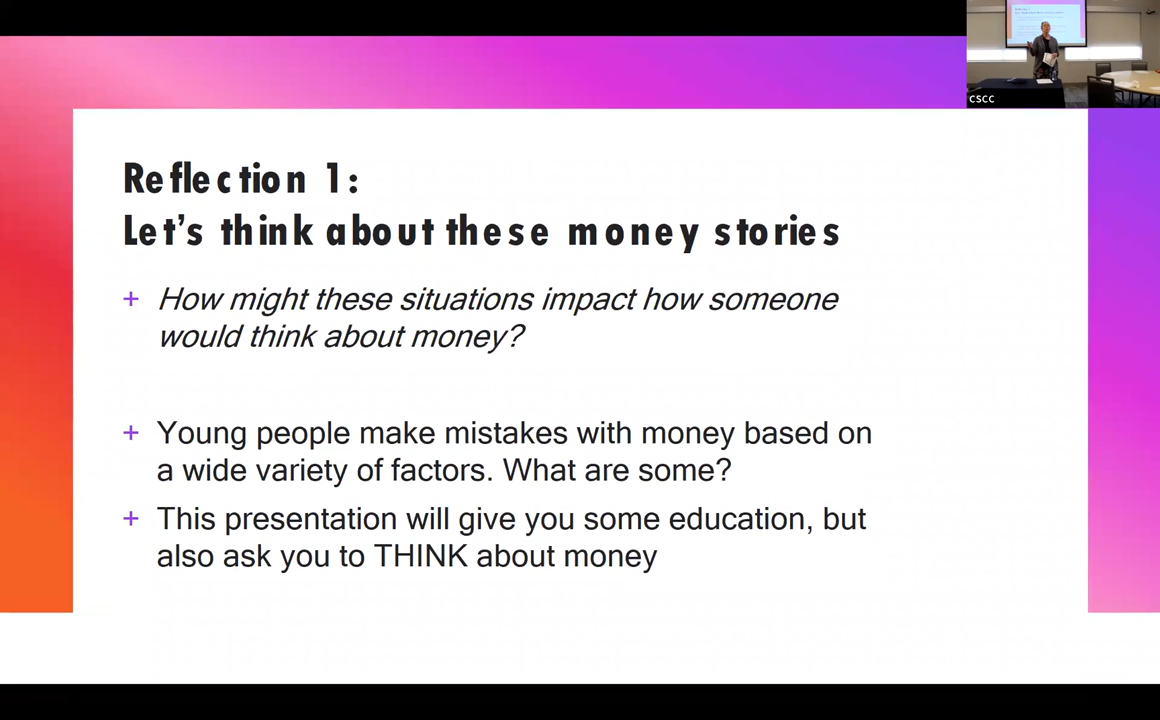 Reflection 1:
Let's think about these money stories
+ How might these situations impact how someone
would think about money?
+ Young people make mistakes with money based on
a wide variety of factors. What are some?
+ This presentation will give you some education, but
also ask you to THINK about money
CSCC